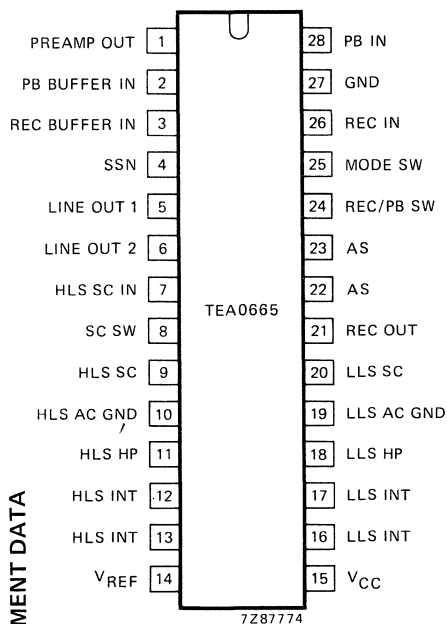 PREAMP OUT 1 28 PB IN
PB BUFFER IN 2 27 GND
REC BUFFER IN 3 26 REC IN
SSN 4 25 MODE SW
LINE OUT 1 5 24 REC/PB SW
LINE OUT 2 6 23 AS
HLS SC IN 7 22 AS
TEA0665
SC SW 8 21 REC OUT
HLS SC 9 20 LLS SC
HLS AC GND 10 19 LLS AC GND
HLS HP 11 18 LLS HP
HLS INT 12 17 LLS INT
HLS INT 13 16 LLS INT
VREF 14 15 VCC
7Z87774
MENT DATA